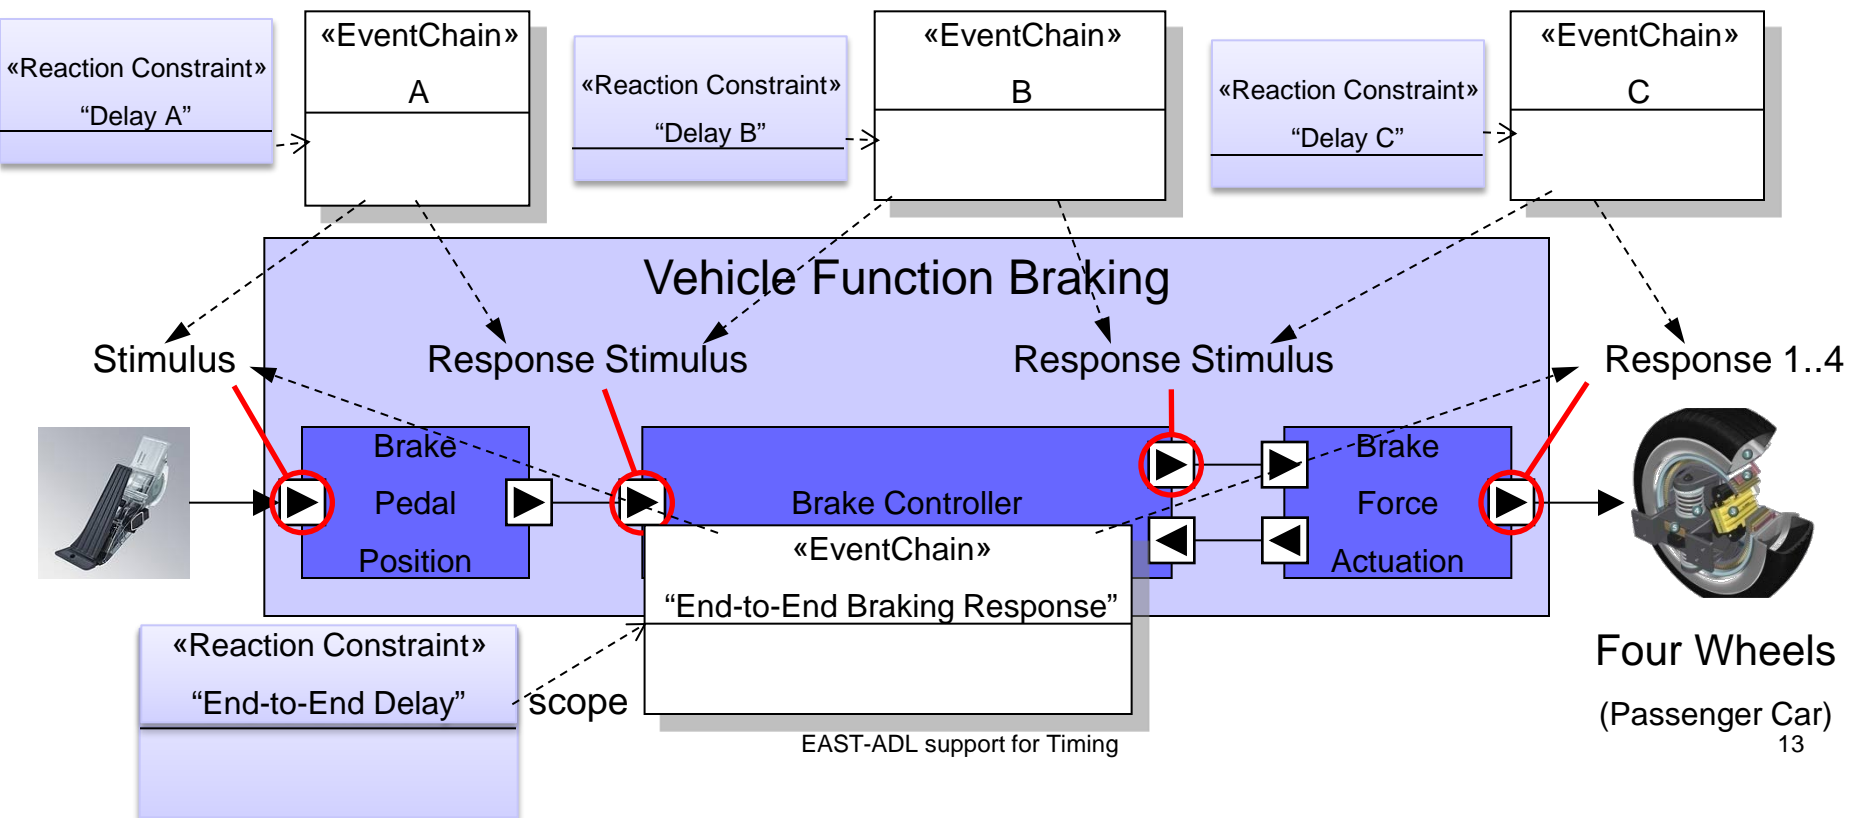 «Reaction Constraint»
“Delay A”
«EventChain»
A
«Reaction Constraint»
“Delay B”
«EventChain»
B
«Reaction Constraint»
“Delay C”
«EventChain»
C
Vehicle Function Braking
Stimulus
Response Stimulus
Response Stimulus
Response 1..4
Brake
Pedal
Position
Brake Controller
Brake
Force
Actuation
«EventChain»
“End-to-End Braking Response”
«Reaction Constraint»
“End-to-End Delay”
scope
Four Wheels
(Passenger Car)
EAST-ADL support for Timing
13